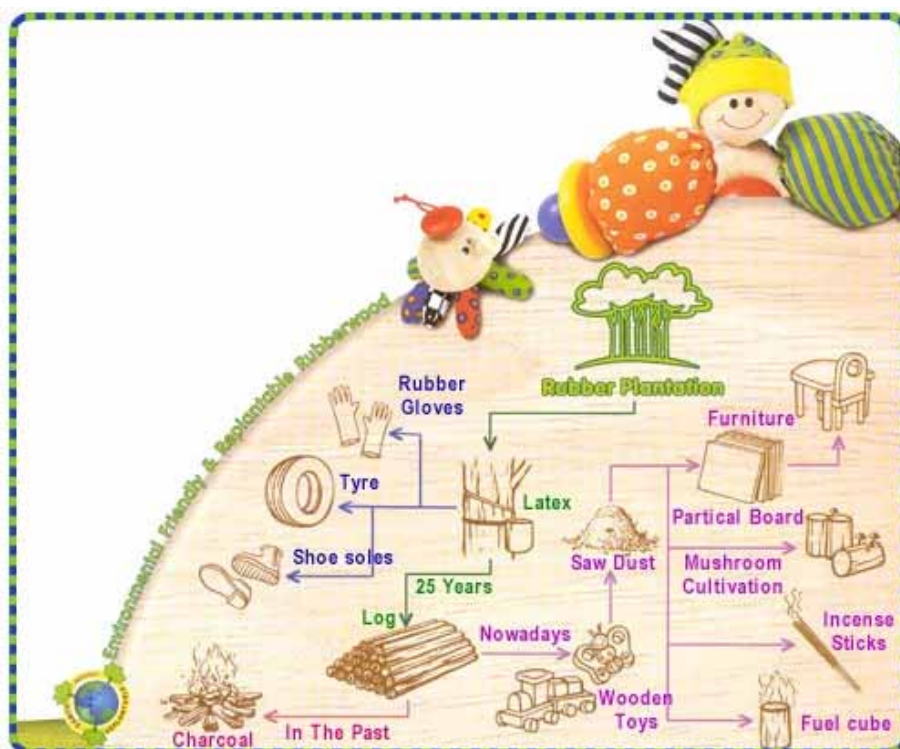 Environmental Friendly & Replantable Rubberwood
Rubber Plantation
Rubber
Gloves
Furniture
Tyre
Latex
Partical Board
Shoe soles
Saw Dust
Mushroom
Cultivation
25 Years
Log
Nowadays
Incense
Sticks
Wooden
Toys
Charcoal
In The Past
Fuel cube